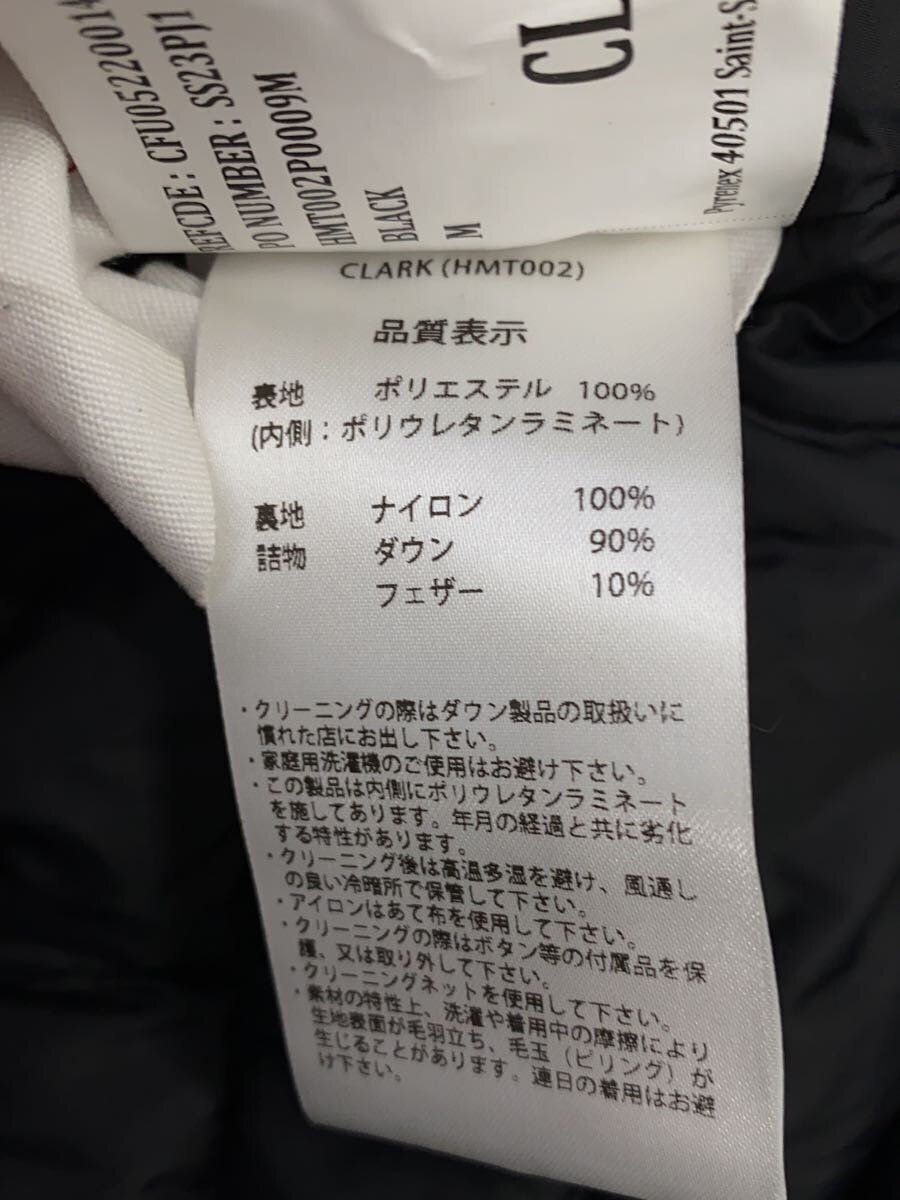 REFCDE : CFU05220014
PO NUMBER : SS23PJ1
HMT002P0009M
BLACK
M
CL
Pyrenex 40501 Saint-S
CLARK (HMT002)
品質表示
表地 ポリエステル 100%
(内側：ポリウレタンラミネート)
裏地 ナイロン 100%
詰物 ダウン 90%
フェザー 10%
・クリーニングの際はダウン製品の取扱いに
慣れた店にお出し下さい。
・家庭用洗濯機のご使用はお避け下さい。
・この製品は内側にポリウレタンラミネート
を施してあります。年月の経過と共に劣化
する特性があります。
・クリーニング後は高温多湿を避け、風通し
の良い冷暗所で保管して下さい。
・アイロンはあて布を使用して下さい。
・クリーニングの際はボタン等の付属品を保
護、又は取り外して下さい。
・クリーニングネットを使用して下さい。
・素材の特性上、洗濯や着用中の摩擦により
生地表面が毛羽立ち、毛玉（ピリング）が
生じることがあります。連日の着用はお避
け下さい。